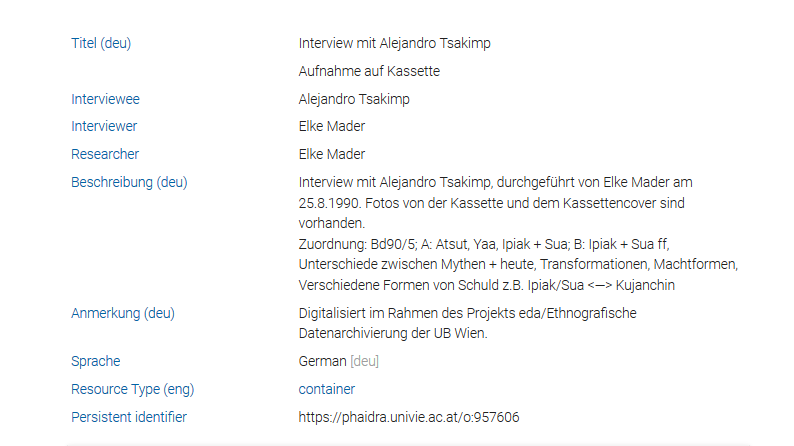 Titel (deu) Interview mit Alejandro Tsakimp
Aufnahme auf Kassette
Interviewee Alejandro Tsakimp
Interviewer Elke Mader
Researcher Elke Mader
Beschreibung (deu) Interview mit Alejandro Tsakimp, durchgeführt von Elke Mader am
25.8.1990. Fotos von der Kassette und dem Kassettencover sind
vorhanden.
Zuordnung: Bd90/5; A: Atsut, Yaa, Ipiak + Sua; B: Ipiak + Sua ff,
Unterschiede zwischen Mythen + heute, Transformationen, Machtformen,
Verschiedene Formen von Schuld z.B. Ipiak/Sua <—> Kujanchin
Anmerkung (deu) Digitalisiert im Rahmen des Projekts eda/Ethnografische
Datenarchivierung der UB Wien.
Sprache German [deu]
Resource Type (eng) container
Persistent identifier https://phaidra.univie.ac.at/o:957606